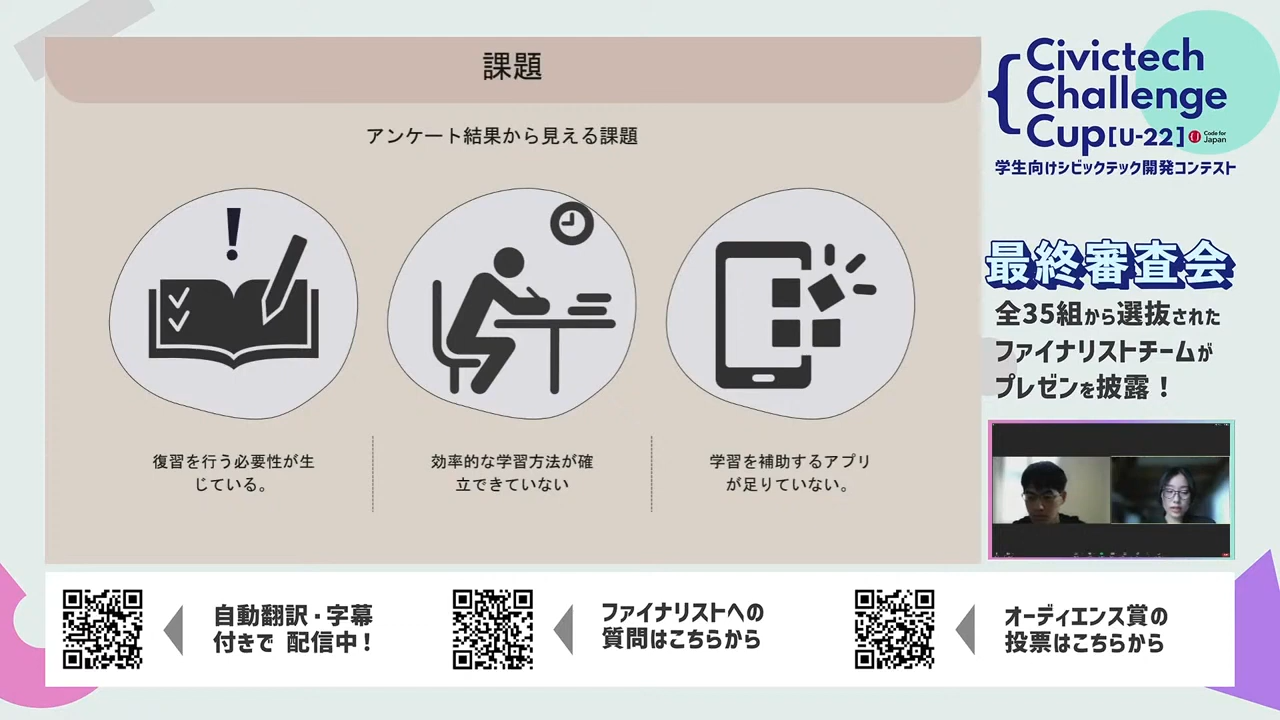 課題
アンケート結果から見える課題
復習を行う必要性が生
じている。
効率的な学習方法が確
立できていない
学習を補助するアプリ
が足りていない。
Civictech
Challenge
Cup[U-22]
Code for
Japan
学生向けシビックテック開発コンテスト
最終審査会
全35組から選抜された
ファイナリストチームが
プレゼンを披露！
自動翻訳・字幕
付きで 配信中！
ファイナリストへの
質問はこちらから
オーディエンス賞の
投票はこちらから